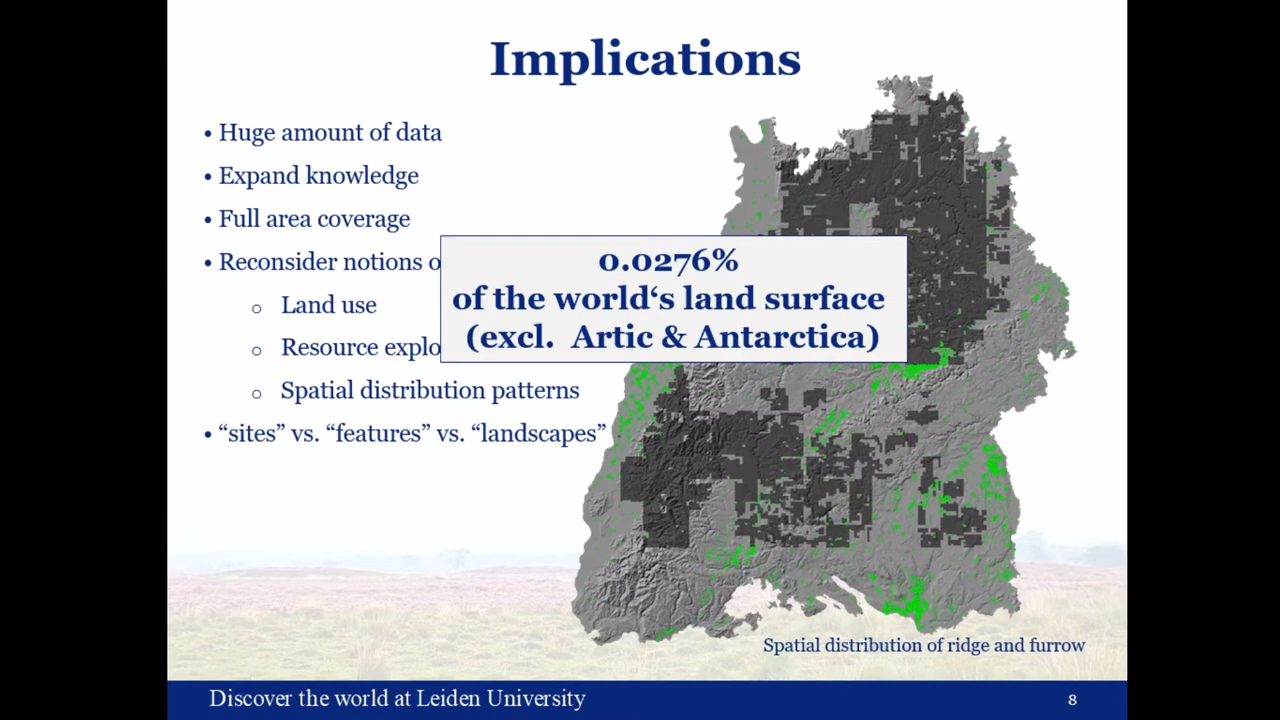 Implications
• Huge amount of data
• Expand knowledge
• Full area coverage
• Reconsider notions o
o Land use
o Resource explo
o Spatial distribution patterns
• “sites” vs. “features” vs. “landscapes”
0.0276%
of the world‘s land surface
(excl. Artic & Antarctica)
Spatial distribution of ridge and furrow
Discover the world at Leiden University
8